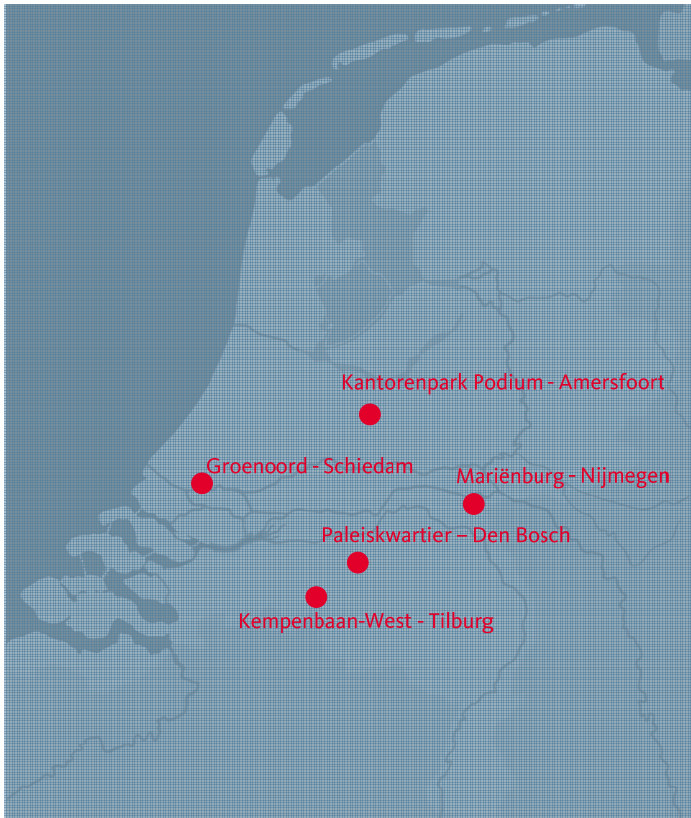 Kantorenpark Podium - Amersfoort
Groenoord - Schiedam
Mariënburg - Nijmegen
Paleiskwartier – Den Bosch
Kempenbaan-West - Tilburg